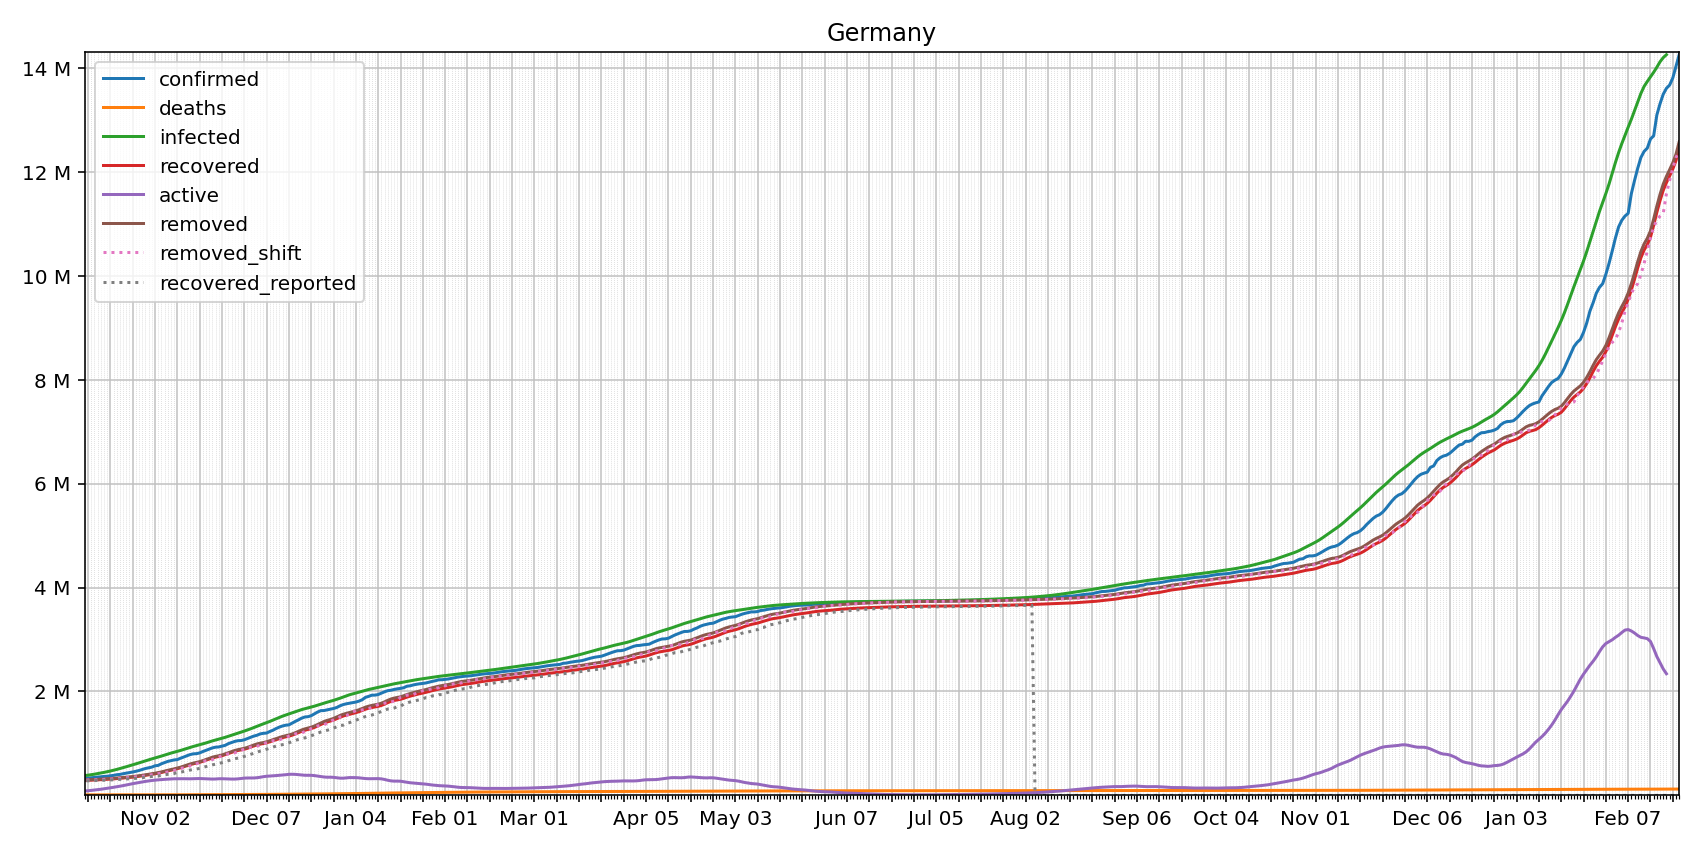 Germany
14 M
12 M
10 M
8 M
6 M
4 M
2 M
confirmed
deaths
infected
recovered
active
removed
removed_shift
recovered_reported
Nov 02 Dec 07 Jan 04 Feb 01 Mar 01 Apr 05 May 03 Jun 07 Jul 05 Aug 02 Sep 06 Oct 04 Nov 01 Dec 06 Jan 03 Feb 07